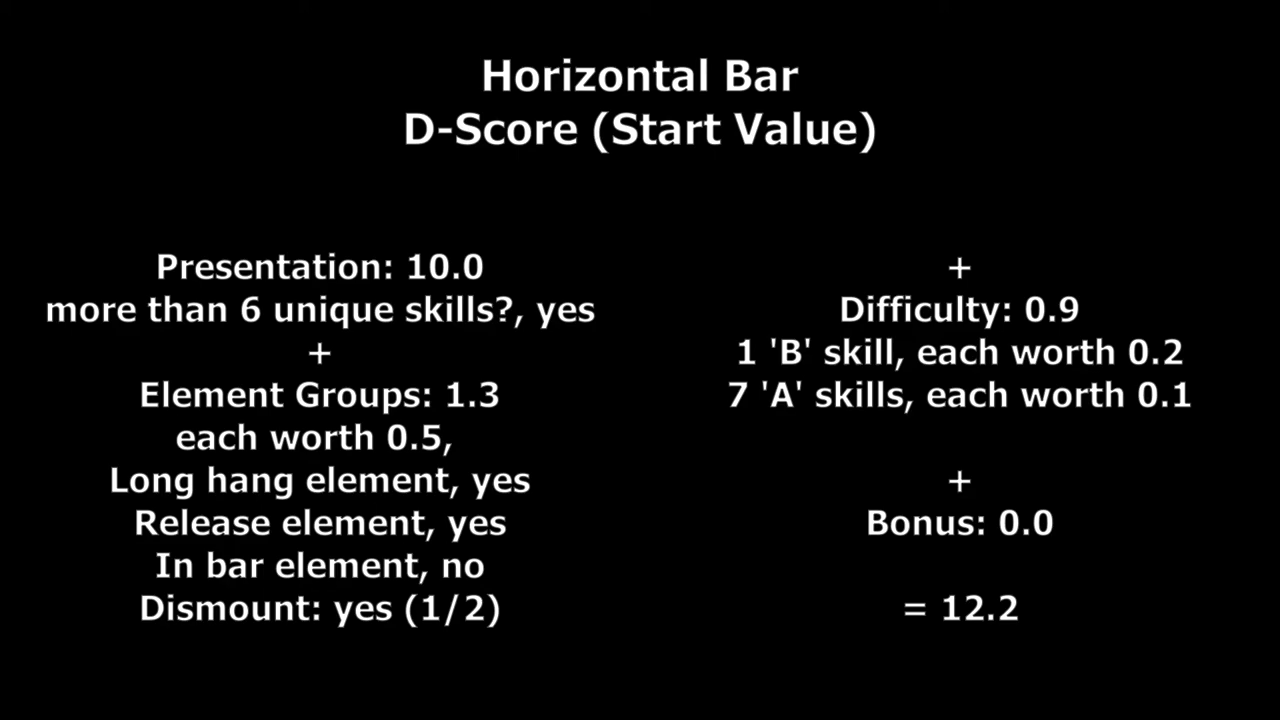 Horizontal Bar
D-Score (Start Value)
Presentation: 10.0
more than 6 unique skills?, yes
+
Element Groups: 1.3
each worth 0.5,
Long hang element, yes
Release element, yes
In bar element, no
Dismount: yes (1/2)
+
Difficulty: 0.9
1 'B' skill, each worth 0.2
7 'A' skills, each worth 0.1
+
Bonus: 0.0
= 12.2